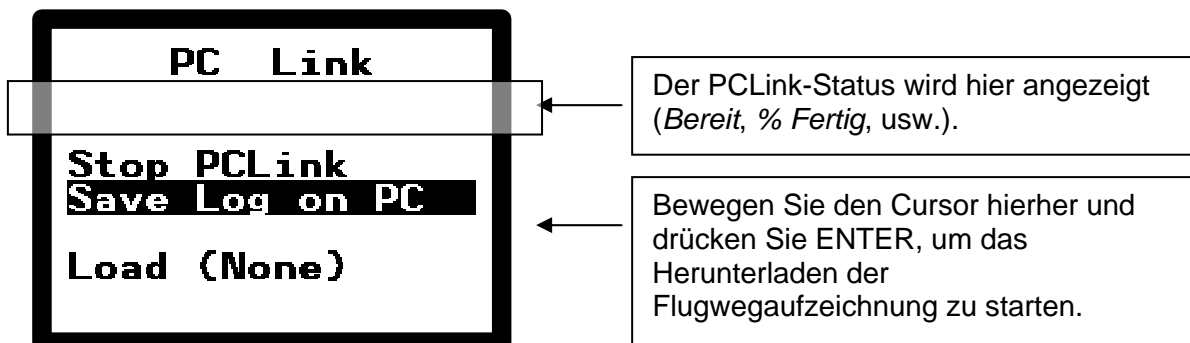 PC Link
Der PCLink-Status wird hier angezeigt
(Bereit, % Fertig, usw.).
Stop PCLink
Save Log on PC
Load (None)
Bewegen Sie den Cursor hierher und
drücken Sie ENTER, um das
Herunterladen der
Flugwegaufzeichnung zu starten.